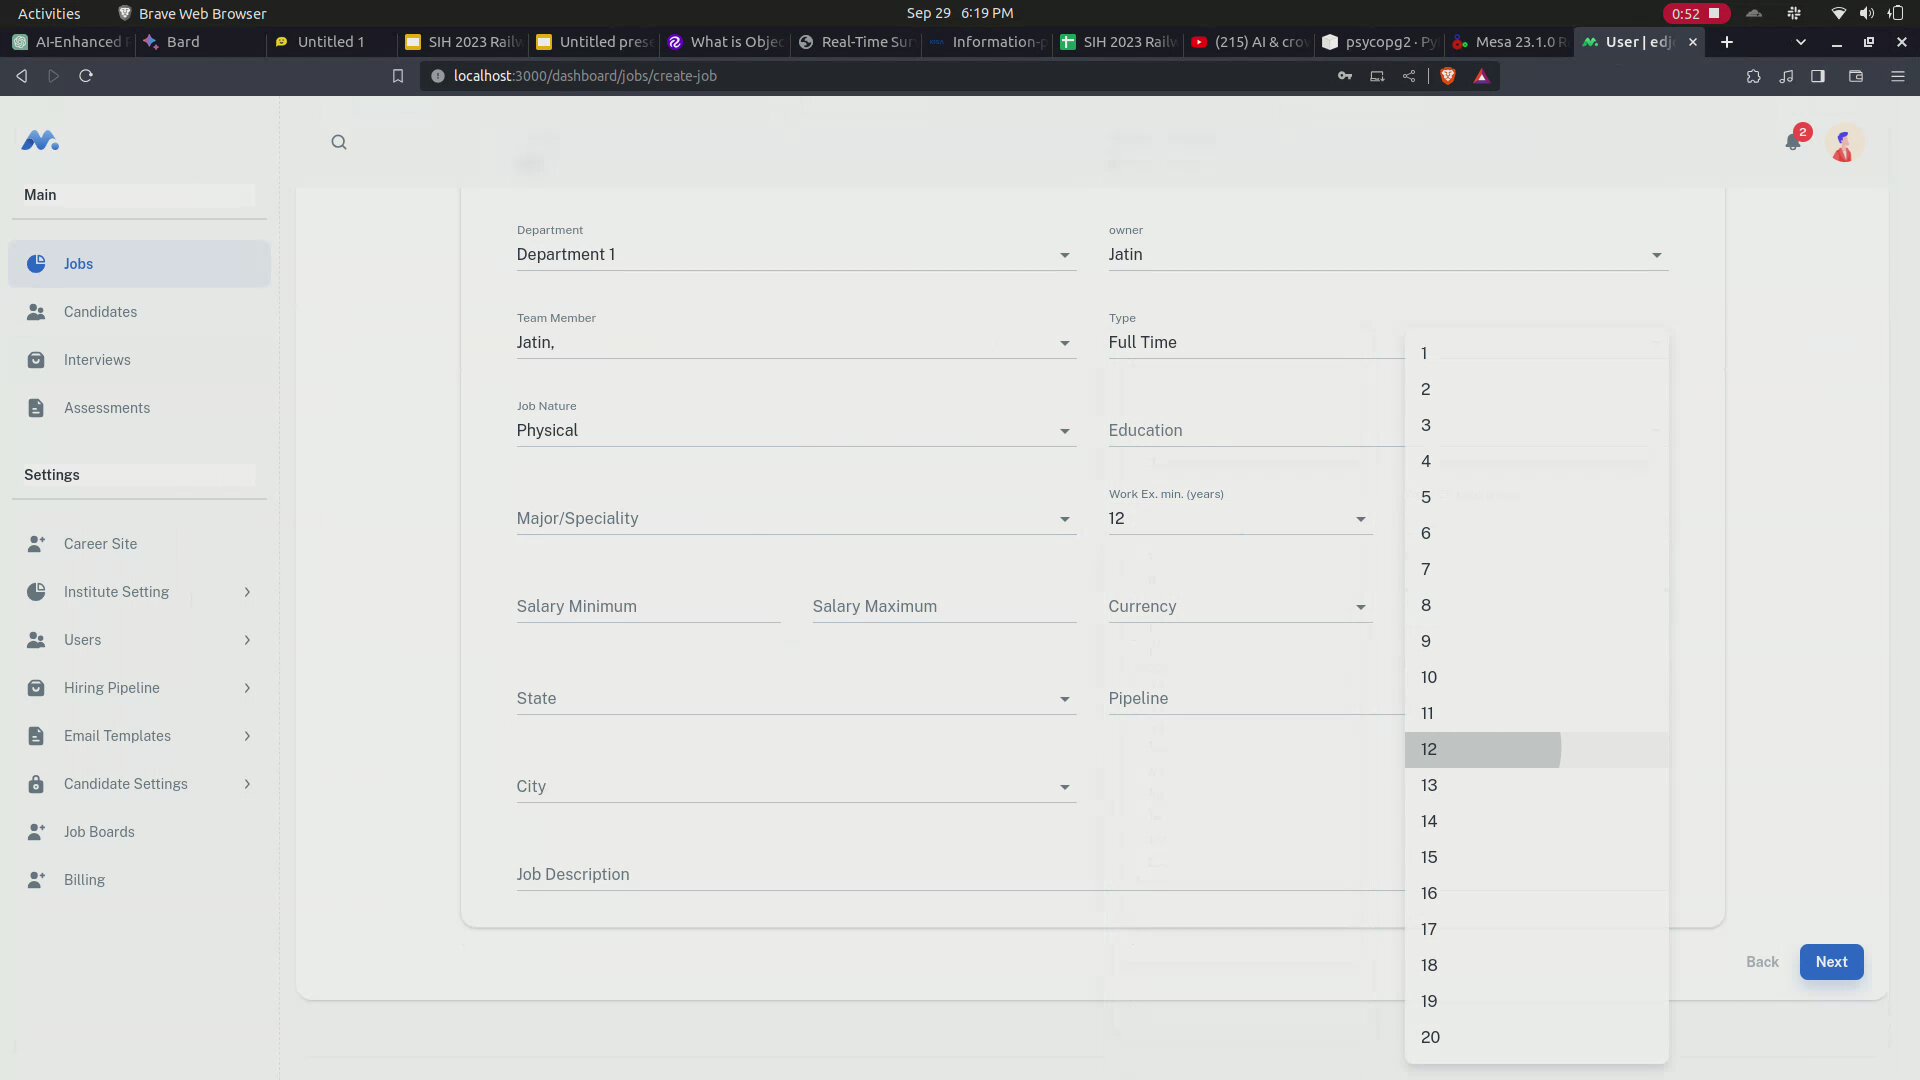 Activities
Brave Web Browser
Sep 29 6:19 PM
0:52
AI-Enhanced
Bard
Untitled 1
SIH 2023 Railw
Untitled prese
What is Objec
Real-Time Sur
Information-p
SIH 2023 Railw
(215) AI & crow
psycopg2 · Py
Mesa 23.1.0 R
User | edj
localhost:3000/dashboard/jobs/create-job
2
Main
Jobs
Candidates
Interviews
Assessments
Settings
Career Site
Institute Setting
Users
Hiring Pipeline
Email Templates
Candidate Settings
Job Boards
Billing
Department
Department 1
owner
Jatin
Team Member
Jatin,
Type
Full Time
Job Nature
Physical
Education
Major/Speciality
Work Ex. min. (years)
12
Salary Minimum
Salary Maximum
Currency
State
Pipeline
City
Job Description
1
2
3
4
5
6
7
8
9
10
11
12
13
14
15
16
17
18
19
20
Back
Next